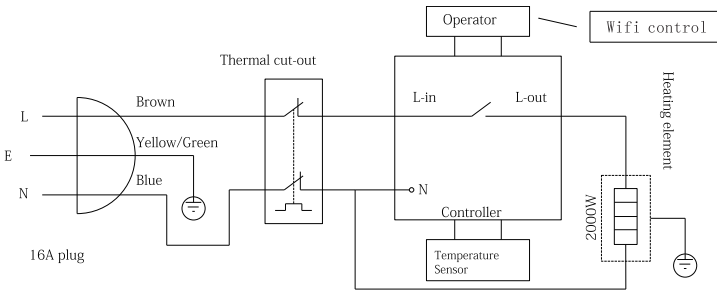 Operator
Wifi control
Thermal cut-out
Heating element
Brown
L-in
L-out
L
Yellow/Green
E
Blue
N
N
Controller
2000W
16A plug
Temperature
Sensor